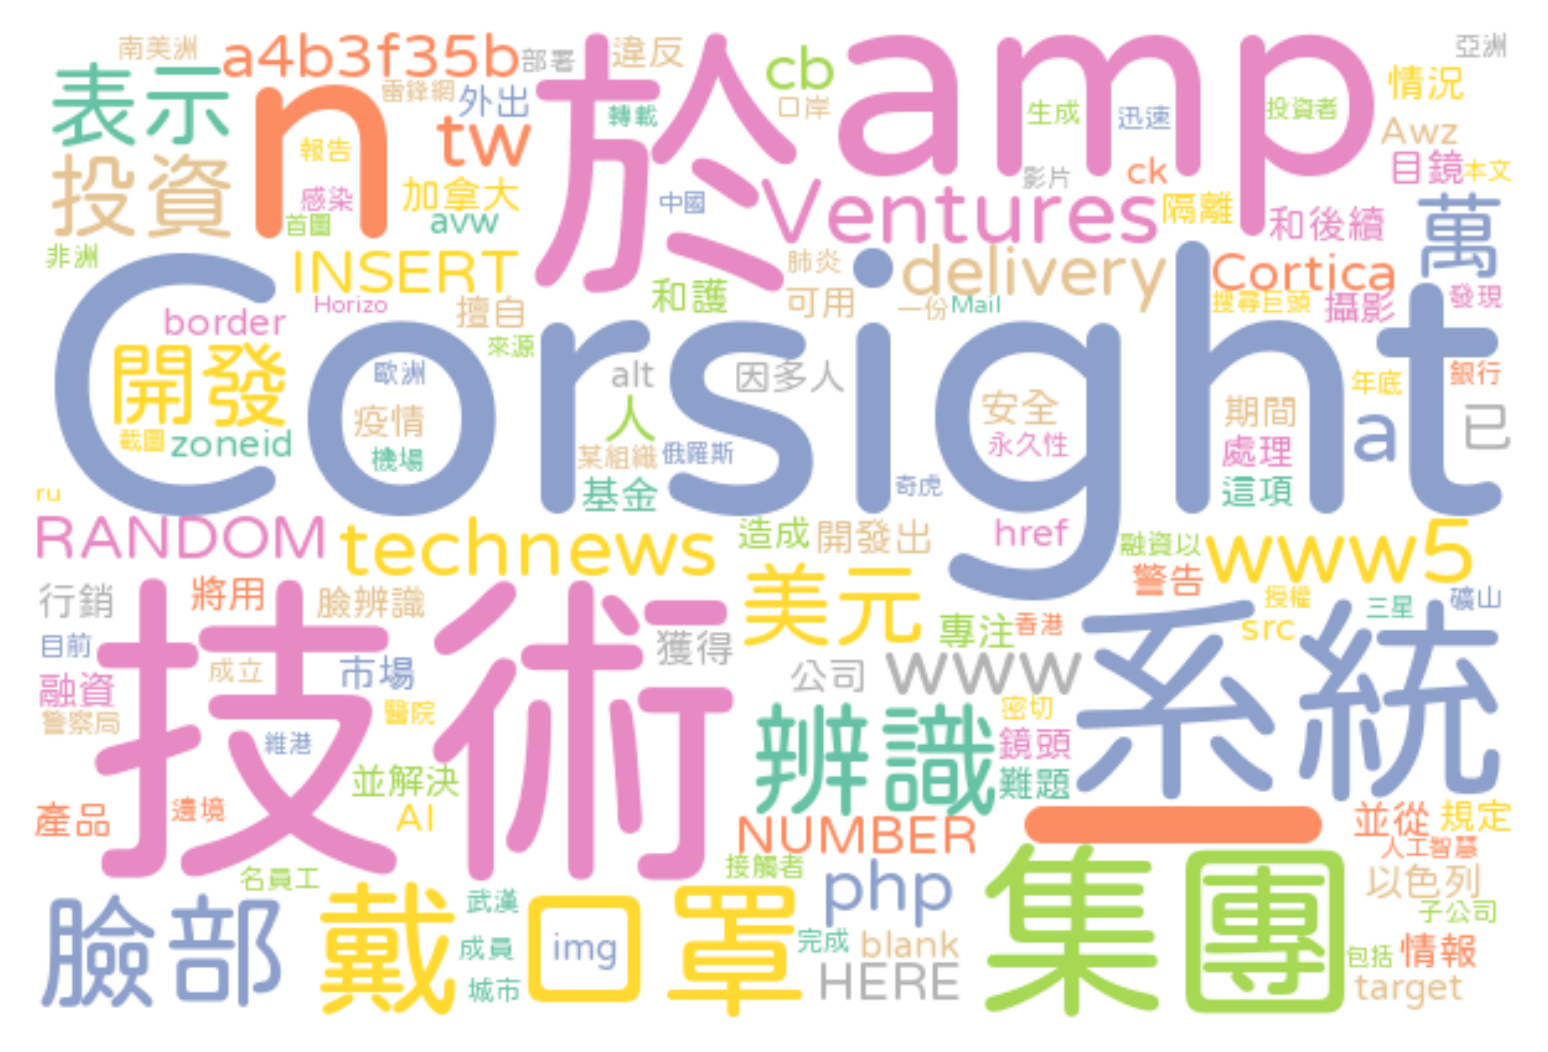 南美洲
a4b3f35b
部署
違反
cb
amp
亞洲
表示
n
雷鋒網
外出
於
轉載
口岸
生成
迅速
投資者
情況
Awz
報告
tw
ck
目鏡
本文
投資
感染
加拿大
中國
影片
Ventures
隔離
和後續
萬
首圖
avw
非洲
INSERT
肺炎
delivery
Cortica
Horizo
和護
可用
一份
Mail
搜尋巨頭
攝影
發現
border
擅自
Corsight
來源
開發
歐洲
alt
因多人
年底
銀行
疫情
人
安全
期間
a
已
截圖
zoneid
機場
某組織
俄羅斯
永久性
處理
ru
基金
奇虎
這項
RANDOM
technews
造成
開發出
href
融資以
www5
行銷
將用
臉辨識
美元
警告
授權
三星
礦山
目前
技術
獲得
專注
香港
src
系統
融資
成立
市場
公司
www
警察局
醫院
密切
維港
辨識
鏡頭
並解決
難題
產品
邊境
AI
NUMBER
並從
規定
人工智慧
名員工
接觸者
php
集團
以色列
臉部
戴
武漢
口
罩
子公司
成員
img
完成
blank
包括
情報
城市
HERE
target